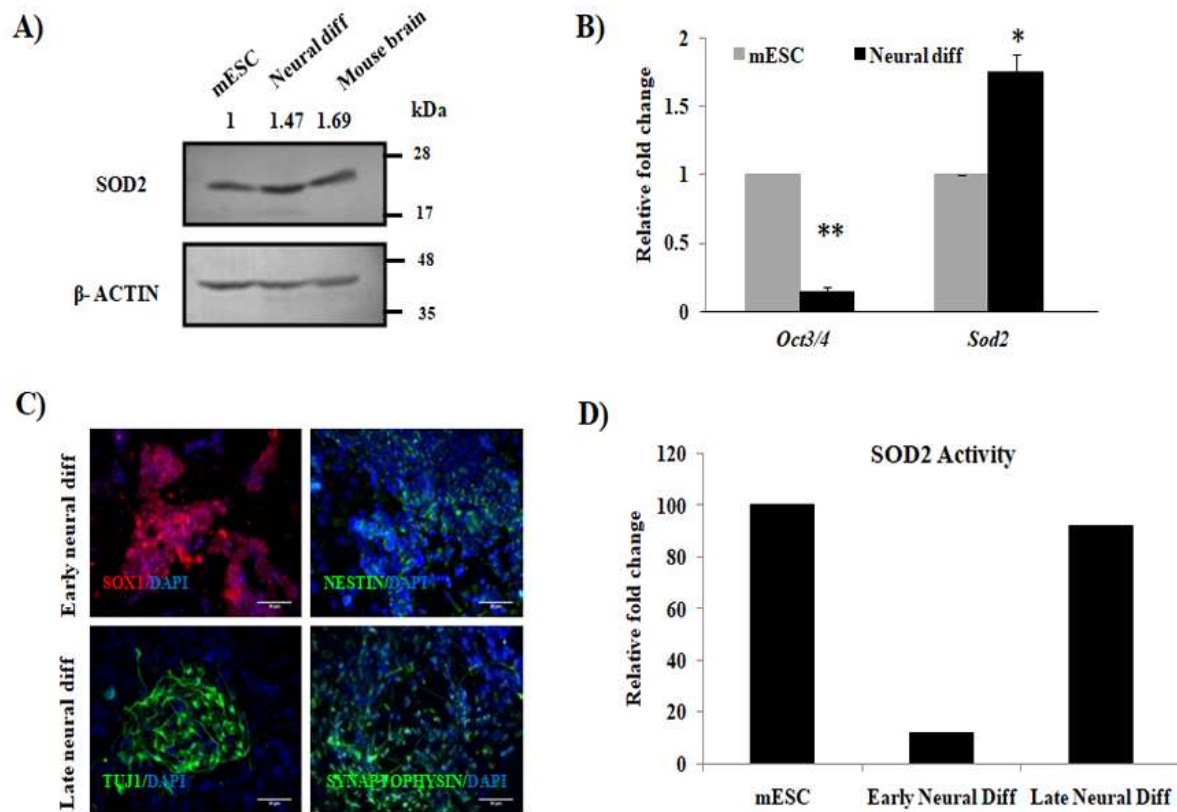 A)
mESC
Neural diff
Mouse brain
1 1.47 1.69
kDa
SOD2
28
17
β- ACTIN
48
35
B)
mESC
Neural diff
Relative fold change
2
1.5
1
0.5
0
*
**
Oct3/4
Sod2
C)
Early neural diff
SOX1/DAPI
NESTIN/DAPI
Late neural diff
TUJ1/DAPI
SYNAPTOPHYSIN/DAPI
D)
SOD2 Activity
Relative fold change
120
100
80
60
40
20
0
mESC
Early Neural Diff
Late Neural Diff